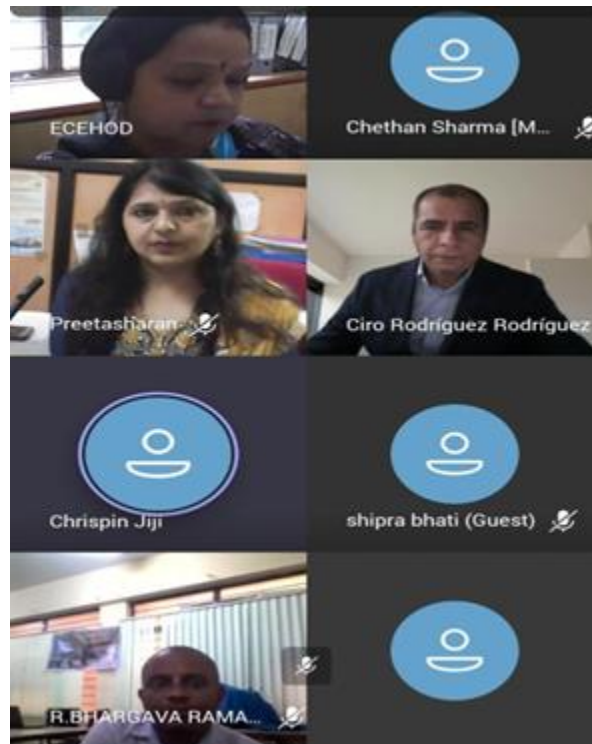 ECEHOD
Chethan Sharma [M...
Preetasharan
Ciro Rodríguez Rodríguez
Chrispin Jiji
shipra bhati (Guest)
R.BHARGAVA RAMA...